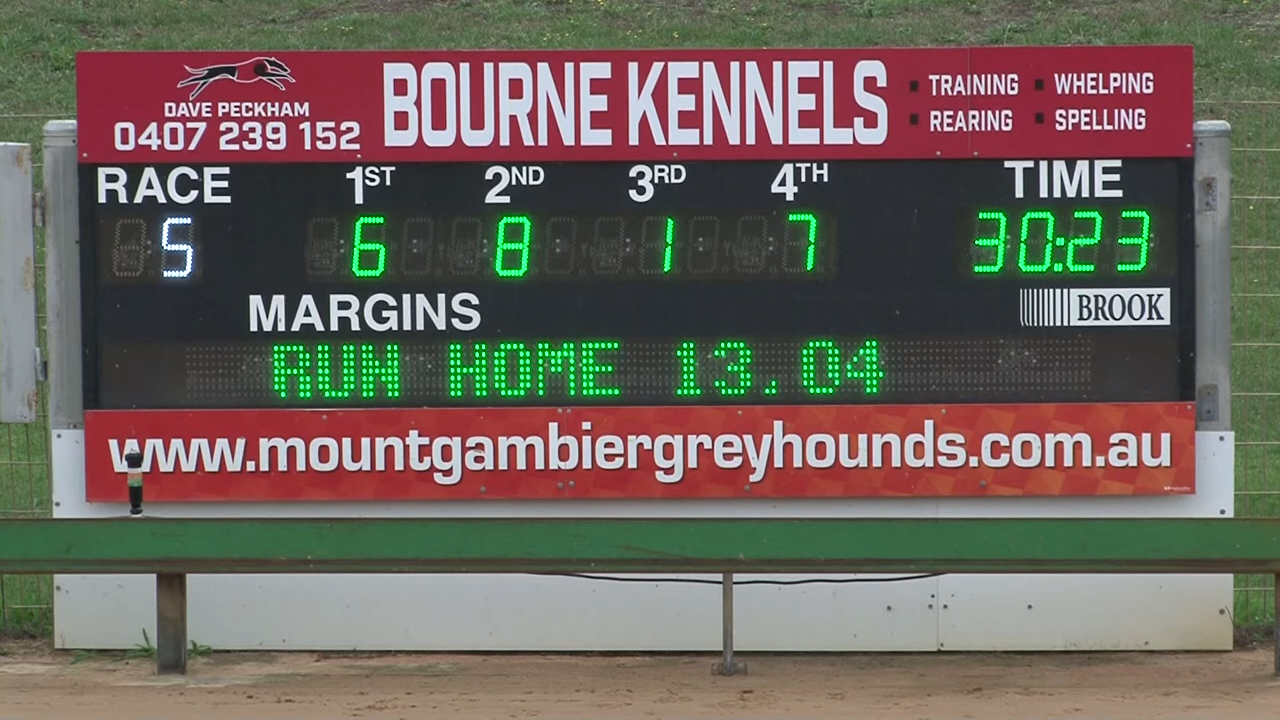 DAVE PECKHAM
0407 239 152
BOURNE KENNELS
TRAINING
WHELPING
REARING
SPELLING
RACE 1ST 2ND 3RD 4TH TIME
5 6 8 1 7 30:23
MARGINS
BROOK
RUN HOME 13.04
www.mountgambiergreyhounds.com.au